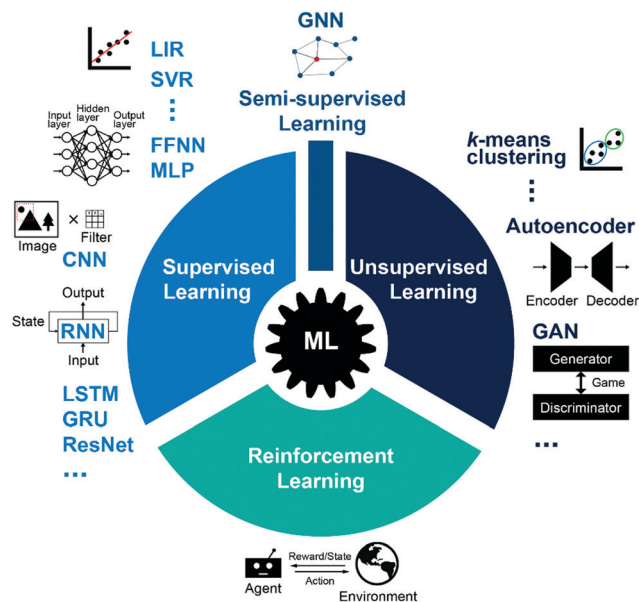 GNN
Semi-supervised
Learning
LIR
SVR
⋮
Input layer
Hidden layer
Output layer
FFNN
MLP
Image
×
Filter
CNN
Output
State
RNN
Input
LSTM
GRU
ResNet
...
Supervised
Learning
Unsupervised
Learning
ML
Reinforcement
Learning
k-means
clustering
⋮
Autoencoder
Encoder
Decoder
GAN
Generator
Game
Discriminator
...
Reward/State
Action
Agent
Environment